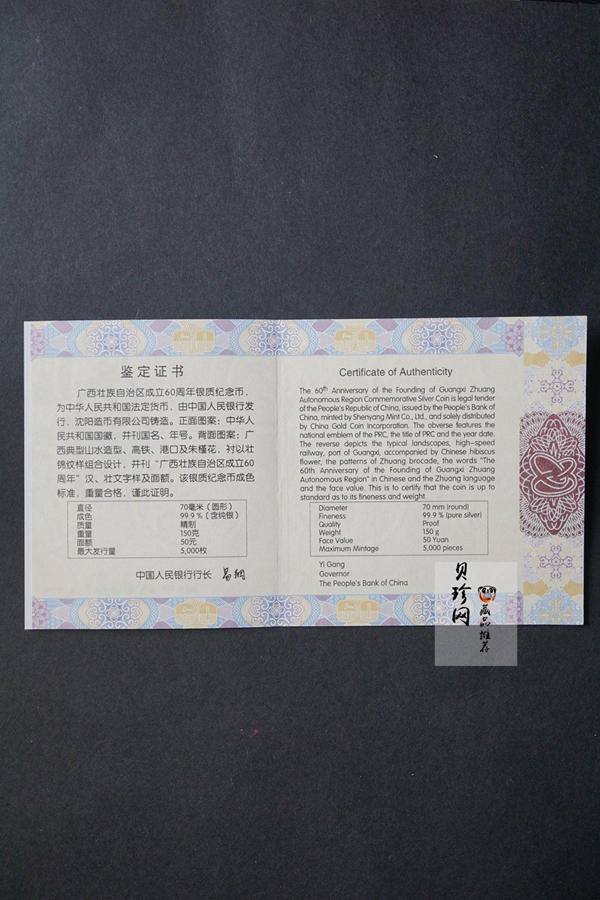 鉴定证书
广西壮族自治区成立60周年银质纪念币，
为中华人民共和国法定货币，由中国人民银行发
行，沈阳造币有限公司铸造。正面图案：中华人
民共和国国徽，并刊国名、年号。背面图案：广
西典型山水造型、高铁、港口及朱槿花，衬以壮
锦纹样组合设计，并刊“广西壮族自治区成立60
周年”汉、壮文字样及面额。该银质纪念币成色
标准，重量合格，谨此证明。
直径 70毫米（圆形）
成色 99.9％（含纯银）
质量 精制
重量 150克
面额 50元
最大发行量 5,000枚
中国人民银行行长 易纲
Certificate of Authenticity
The 60th Anniversary of the Founding of Guangxi Zhuang
Autonomous Region Commemorative Silver Coin is legal tender
of the People's Republic of China, issued by the People's Bank of
China, minted by Shenyang Mint Co., Ltd., and solely distributed
by China Gold Coin Incorporation. The obverse features the
national emblem of the PRC, the title of PRC and the year date.
The reverse depicts the typical landscapes, high-speed
railway, port of Guangxi, accompanied by Chinese hibiscus
flower, the patterns of Zhuang brocade, the words "The
60th Anniversary of the Founding of Guangxi Zhuang
Autonomous Region" in Chinese and the Zhuang language
and the face value. This is to certify that the coin is up to
standard as to its fineness and weight.
Diameter 70 mm (round)
Fineness 99.9 % (pure silver)
Quality Proof
Weight 150 g
Face Value 50 Yuan
Maximum Mintage 5,000 pieces
Yi Gang
Governor
The People's Bank of China
贝珍网
藏品推荐